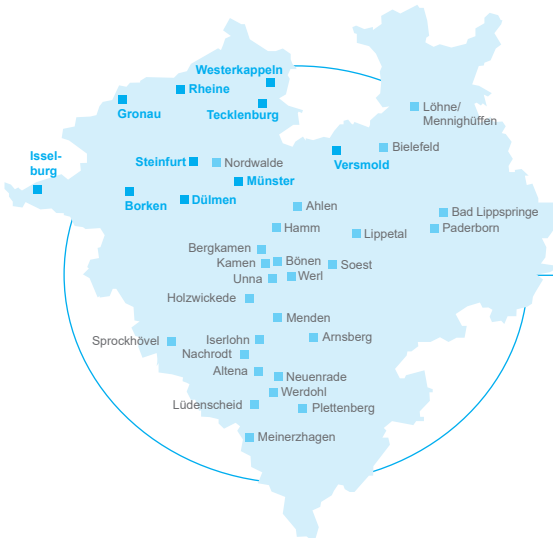 Westerkappeln
Rheine
Gronau
Tecklenburg
Löhne/
Mennighüffen
Issel-
burg
Steinfurt
Nordwalde
Versmold
Bielefeld
Münster
Borken
Dülmen
Ahlen
Bad Lippspringe
Hamm
Lippetal
Paderborn
Bergkamen
Kamen
Bönen
Soest
Unna
Werl
Holzwickede
Menden
Sprockhövel
Iserlohn
Arnsberg
Nachrodt
Altena
Neuenrade
Werdohl
Lüdenscheid
Plettenberg
Meinerzhagen